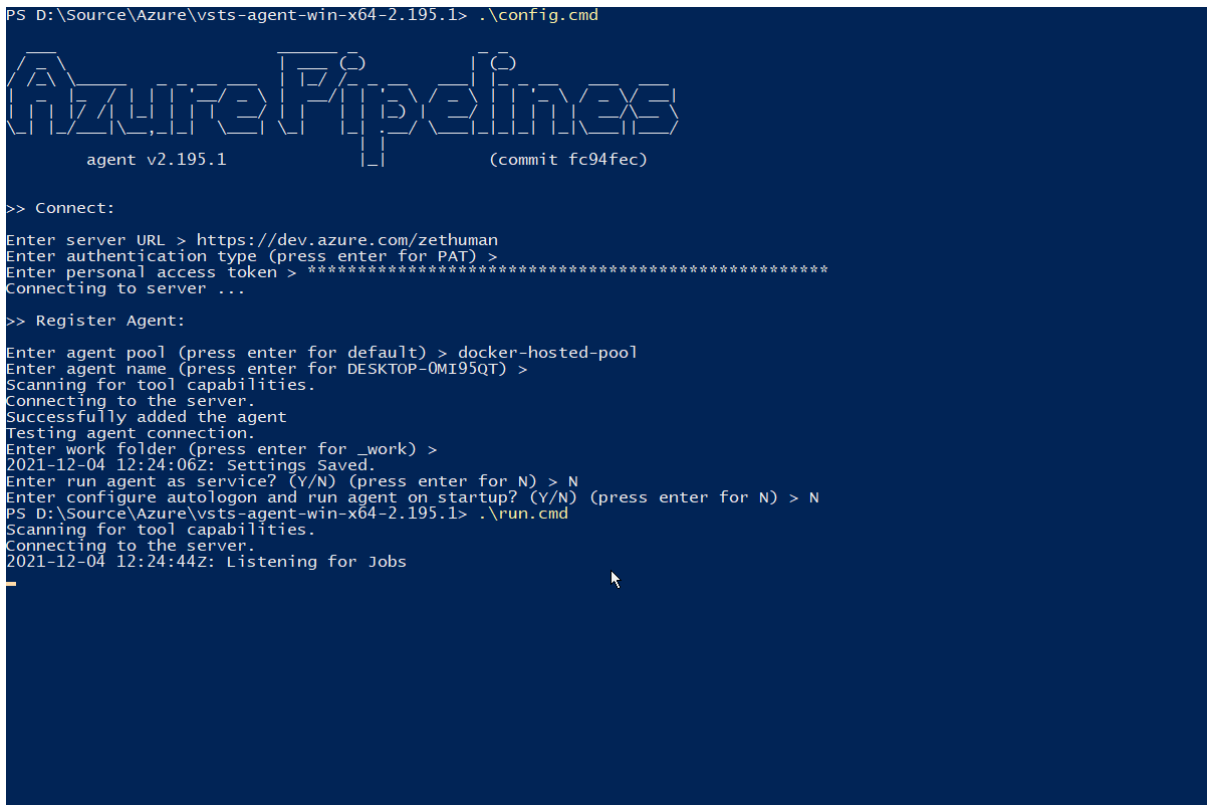 PS D:\Source\Azure\vsts-agent-win-x64-2.195.1> .\config.cmd
Azure Pipelines
agent v2.195.1 (commit fc94fec)
>> Connect:
Enter server URL > https://dev.azure.com/zethuman
Enter authentication type (press enter for PAT) >
Enter personal access token > ****************************************************
Connecting to server ...
>> Register Agent:
Enter agent pool (press enter for default) > docker-hosted-pool
Enter agent name (press enter for DESKTOP-0MI95QT) >
Scanning for tool capabilities.
Connecting to the server.
Successfully added the agent
Testing agent connection.
Enter work folder (press enter for _work) >
2021-12-04 12:24:06Z: Settings Saved.
Enter run agent as service? (Y/N) (press enter for N) > N
Enter configure autologon and run agent on startup? (Y/N) (press enter for N) > N
PS D:\Source\Azure\vsts-agent-win-x64-2.195.1> .\run.cmd
Scanning for tool capabilities.
Connecting to the server.
2021-12-04 12:24:44Z: Listening for Jobs